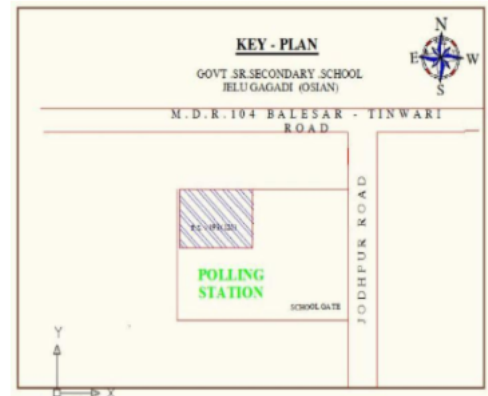 KEY - PLAN
N
E W
S
GOVT .SR.SECONDARY .SCHOOL
JELU GAGADI (OSIAN)
M.D.R.104 BALESAR - TINWARI
ROAD
JODHPUR ROAD
POLLING
STATION
SCHOOL GATE
Y
X